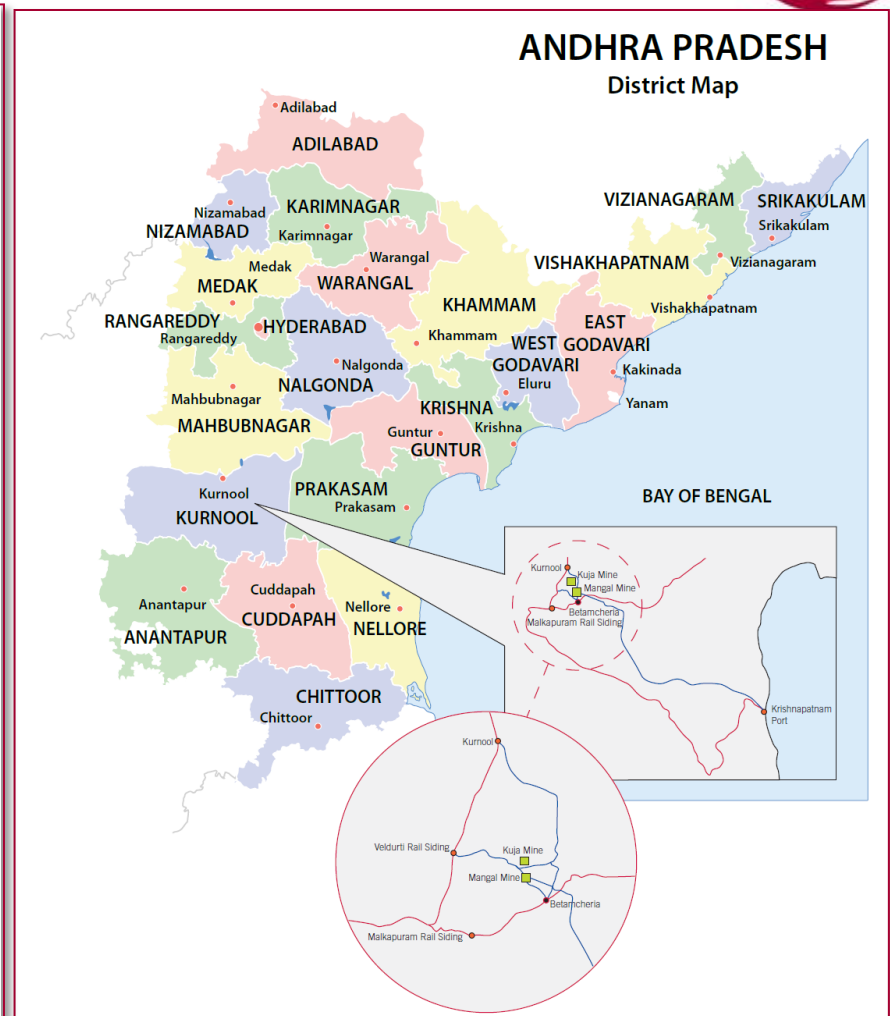 ANDHRA PRADESH
District Map
Adilabad
ADILABAD
Nizamabad
NIZAMABAD
KARIMNAGAR
Karimnagar
VIZIANAGARAM
SRIKAKULAM
Srikakulam
Vizianagaram
Warangal
WARANGAL
Medak
MEDAK
VISHAKHAPATNAM
Vishakhapatnam
RANGAREDDY
Rangareddy
HYDERABAD
KHAMMAM
Khammam
EAST
GODAVARI
WEST
GODAVARI
Eluru
Kakinada
Yanam
Nalgonda
NALGONDA
Mahbubnagar
MAHBUBNAGAR
KRISHNA
Krishna
Guntur
GUNTUR
Kurnool
KURNOOL
PRAKASAM
Prakasam
BAY OF BENGAL
Anantapur
ANANTAPUR
Cuddapah
CUDDAPAH
Nellore
NELLORE
CHITTOOR
Chittoor
Kurnool
Kuja Mine
Mangal Mine
Betamcheria
Malkapuram Rail Siding
Krishnapatnam
Port
Kurnool
Veldurti Rail Siding
Kuja Mine
Mangal Mine
Betamcheria
Malkapuram Rail Siding